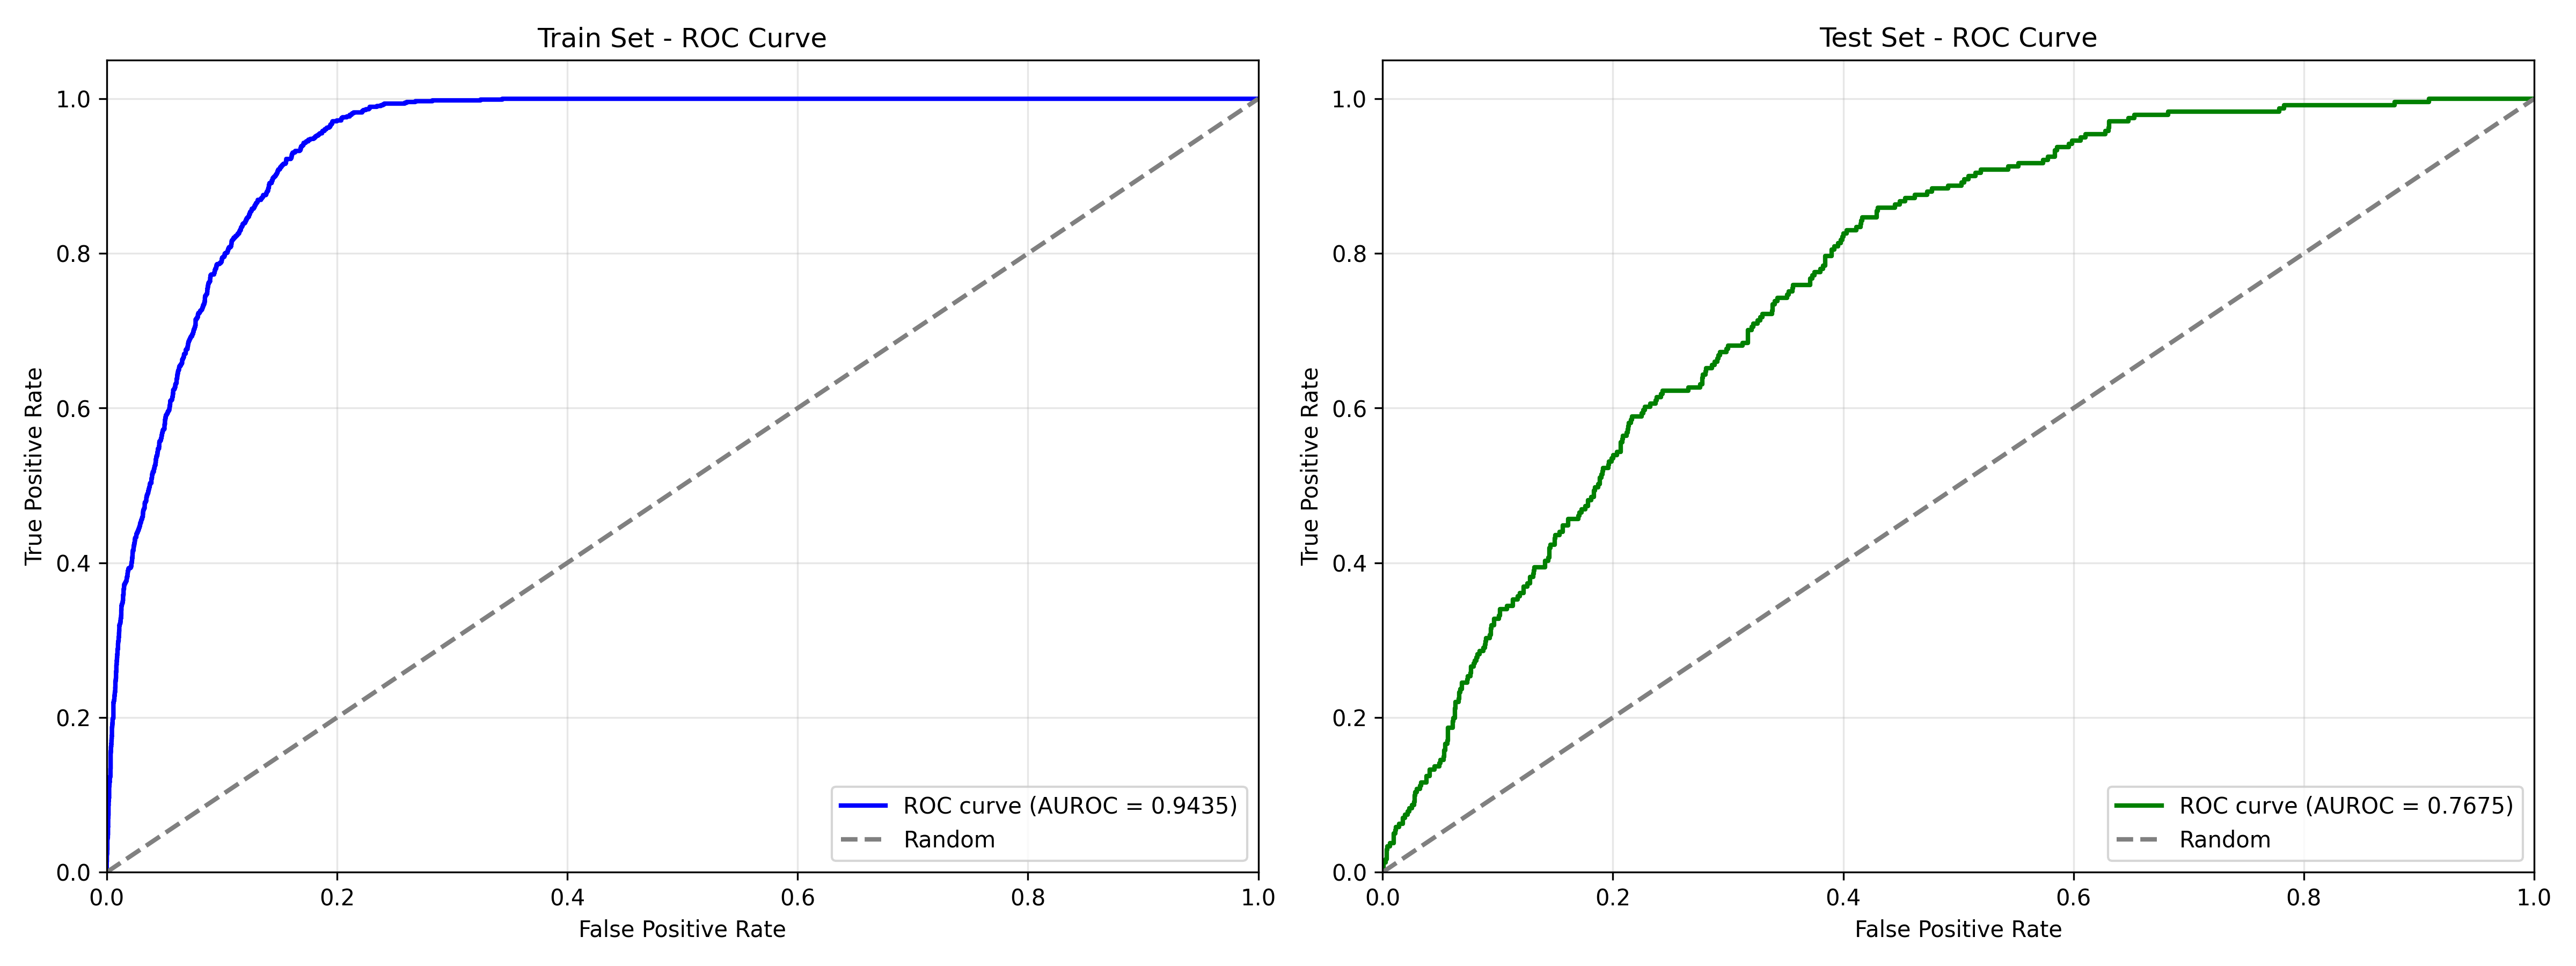 Train Set - ROC Curve
True Positive Rate
1.0
0.8
0.6
0.4
0.2
0.0
0.0 0.2 0.4 0.6 0.8 1.0
False Positive Rate
ROC curve (AUROC = 0.9435)
Random
Test Set - ROC Curve
True Positive Rate
1.0
0.8
0.6
0.4
0.2
0.0
0.0 0.2 0.4 0.6 0.8 1.0
False Positive Rate
ROC curve (AUROC = 0.7675)
Random